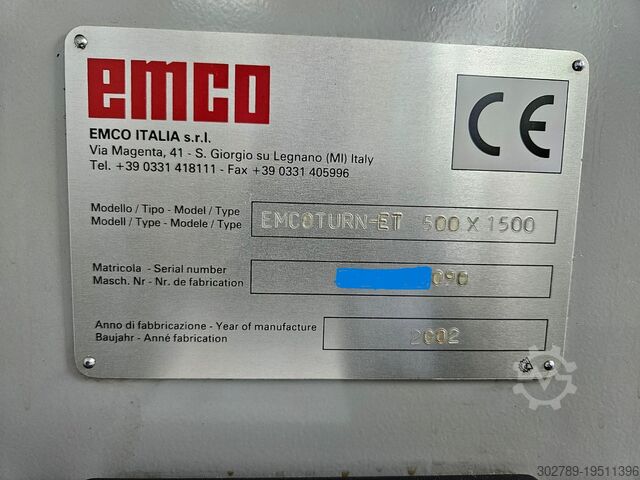 emco
CE
EMCO ITALIA s.r.l.
Via Magenta, 41 - S. Giorgio su Legnano (MI) Italy
Tel. +39 0331 418111 - Fax +39 0331 405996
Modello / Tipo - Model / Type
Modell / Type - Modele / Type
EMCOTURN-ET 500 X 1500
Matricola - Serial number
Masch. Nr - Nr. de fabrication
090
Anno di fabbricazione - Year of manufacture
Baujahr - Anné fabrication
2002
302789-19511396